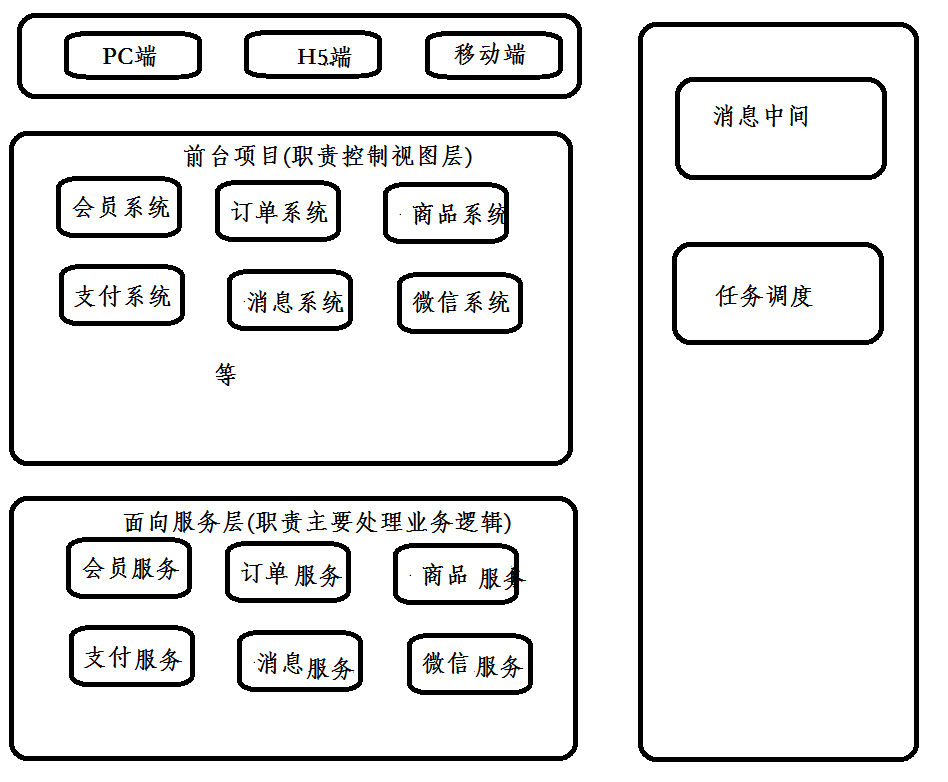 PC端
H5端
移动端
前台项目(职责控制视图层)
会员系统
订单系统
商品系统
支付系统
消息系统
微信系统
等
面向服务层(职责主要处理业务逻辑)
会员服务
订单服务
商品服务
支付服务
消息服务
微信服务
消息中间
任务调度